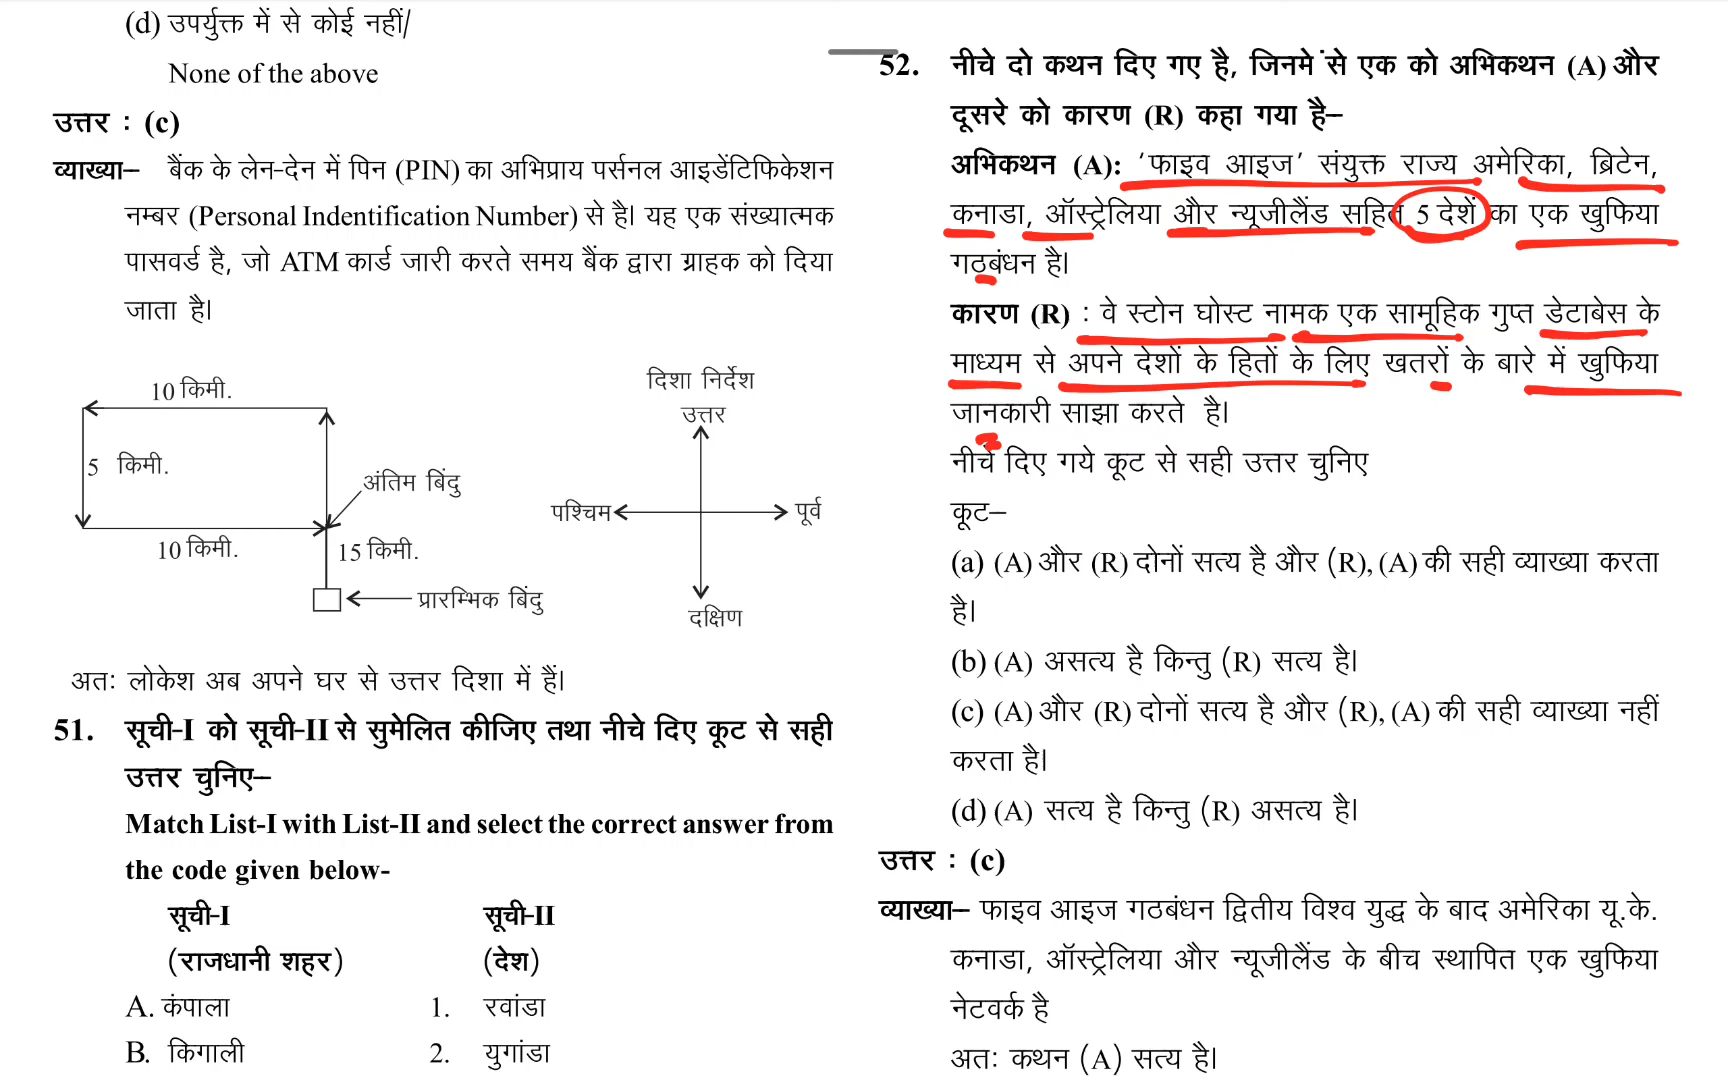 (d) उपर्युक्त में से कोई नहीं/
None of the above
उत्तर : (c)
व्याख्या– बैंक के लेन-देन में पिन (PIN) का अभिप्राय पर्सनल आइडेंटिफिकेशन
नम्बर (Personal Indentification Number) से है। यह एक संख्यात्मक
पासवर्ड है, जो ATM कार्ड जारी करते समय बैंक द्वारा ग्राहक को दिया
जाता है।
10 किमी.
5 किमी.
10 किमी.
अंतिम बिंदु
15 किमी.
प्रारम्भिक बिंदु
दिशा निर्देश
उत्तर
पश्चिम
पूर्व
दक्षिण
अतः लोकेश अब अपने घर से उत्तर दिशा में हैं।
51. सूची-I को सूची-II से सुमेलित कीजिए तथा नीचे दिए कूट से सही
उत्तर चुनिए–
Match List-I with List-II and select the correct answer from
the code given below-
सूची-I सूची-II
(राजधानी शहर) (देश)
A. कंपाला 1. रवांडा
B. किगाली 2. युगांडा
52. नीचे दो कथन दिए गए है, जिनमे से एक को अभिकथन (A) और
दूसरे को कारण (R) कहा गया है–
अभिकथन (A): 'फाइव आइज' संयुक्त राज्य अमेरिका, ब्रिटेन,
कनाडा, ऑस्ट्रेलिया और न्यूजीलैंड सहित 5 देशें का एक खुफिया
गठबंधन है।
कारण (R) : वे स्टोन घोस्ट नामक एक सामूहिक गुप्त डेटाबेस के
माध्यम से अपने देशों के हितों के लिए खतरों के बारे में खुफिया
जानकारी साझा करते है।
नीचे दिए गये कूट से सही उत्तर चुनिए
कूट–
(a) (A) और (R) दोनों सत्य है और (R), (A) की सही व्याख्या करता
है।
(b) (A) असत्य है किन्तु (R) सत्य है।
(c) (A) और (R) दोनों सत्य है और (R), (A) की सही व्याख्या नहीं
करता है।
(d) (A) सत्य है किन्तु (R) असत्य है।
उत्तर : (c)
व्याख्या– फाइव आइज गठबंधन द्वितीय विश्व युद्ध के बाद अमेरिका यू.के.
कनाडा, ऑस्ट्रेलिया और न्यूजीलैंड के बीच स्थापित एक खुफिया
नेटवर्क है
अतः कथन (A) सत्य है।